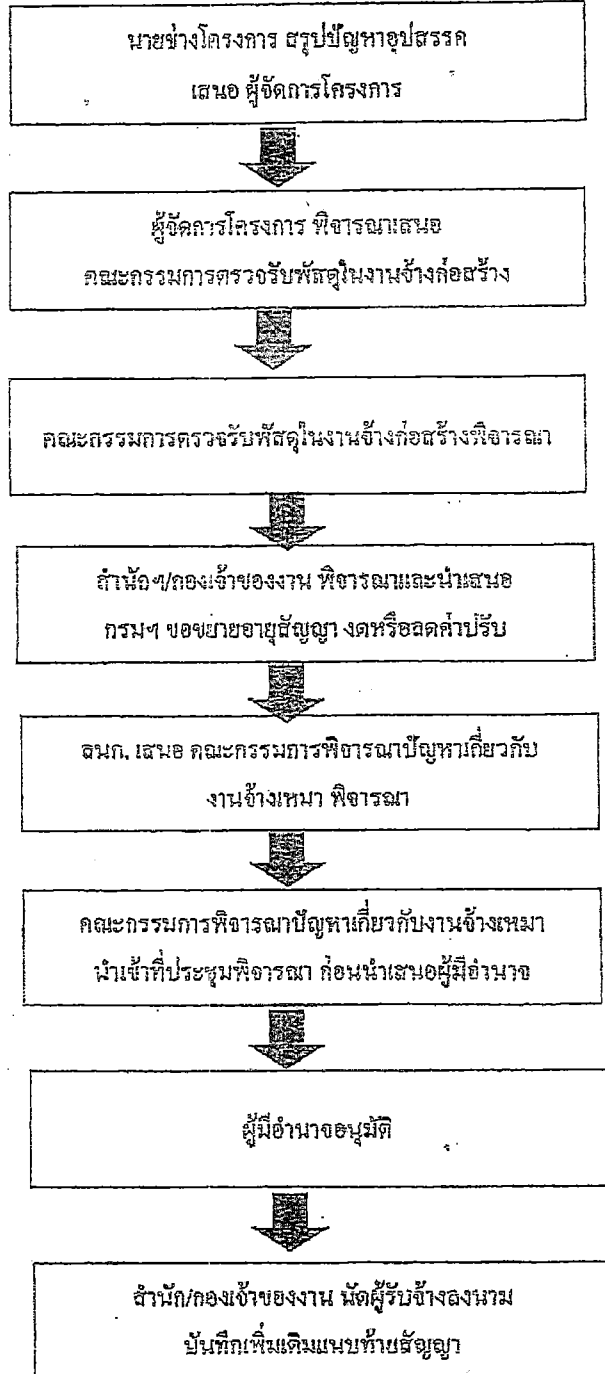 นายช่างโครงการ สรุปปัญหาอุปสรรค
เสนอ ผู้จัดการโครงการ
ผู้จัดการโครงการ พิจารณาเสนอ
คณะกรรมการตรวจรับพัสดุในงานจ้างก่อสร้าง
คณะกรรมการตรวจรับพัสดุในงานจ้างก่อสร้างพิจารณา
สำนักฯ/กองเจ้าของงาน พิจารณาและนำเสนอ
กรมฯ ขอขยายอายุสัญญา งดหรือลดค่าปรับ
สนก. เสนอ คณะกรรมการพิจารณาปัญหาเกี่ยวกับ
งานจ้างเหมา พิจารณา
คณะกรรมการพิจารณาปัญหาเกี่ยวกับงานจ้างเหมา
นำเข้าที่ประชุมพิจารณา ก่อนนำเสนอผู้มีอำนาจ
ผู้มีอำนาจอนุมัติ
สำนัก/กองเจ้าของงาน นัดผู้รับจ้างลงนาม
บันทึกเพิ่มเติมแนบท้ายสัญญา